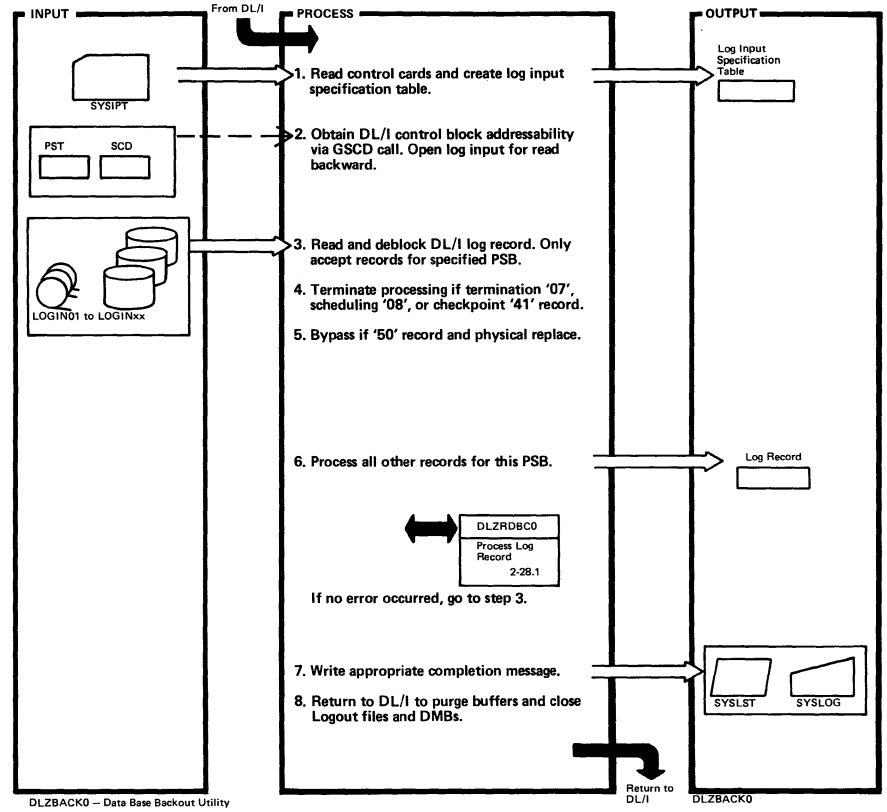 INPUT
From DL/I
PROCESS
OUTPUT
SYSIPT
1. Read control cards and create log input
specification table.
Log Input
Specification
Table
PST
SCD
2. Obtain DL/I control block addressability
via GSCD call. Open log input for read
backward.
LOGIN01 to LOGINxx
3. Read and deblock DL/I log record. Only
accept records for specified PSB.
4. Terminate processing if termination '07',
scheduling '08', or checkpoint '41' record.
5. Bypass if '50' record and physical replace.
6. Process all other records for this PSB.
Log Record
DLZRDBC0
Process Log
Record
2-28.1
If no error occurred, go to step 3.
7. Write appropriate completion message.
SYSLST
SYSLOG
8. Return to DL/I to purge buffers and close
Logout files and DMBs.
Return to
DL/I
DLZBACK0 – Data Base Backout Utility
DLZBACK0